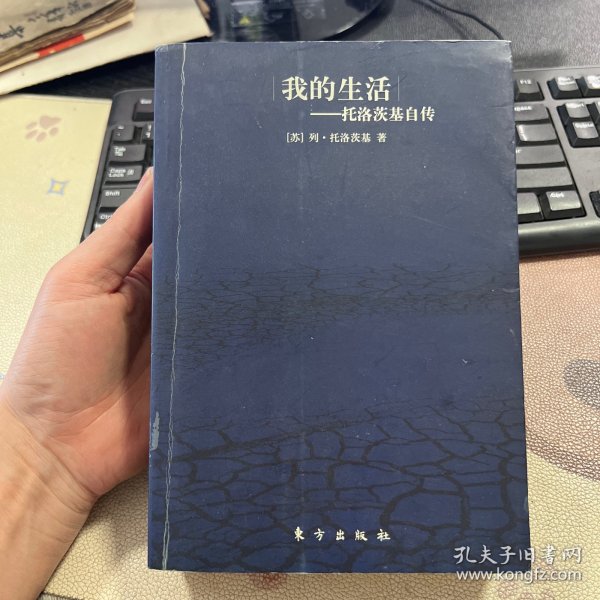 我的生活
——托洛茨基自传
[苏] 列·托洛茨基 著
東方出版社
孔夫子旧书网
www.kongfz.com